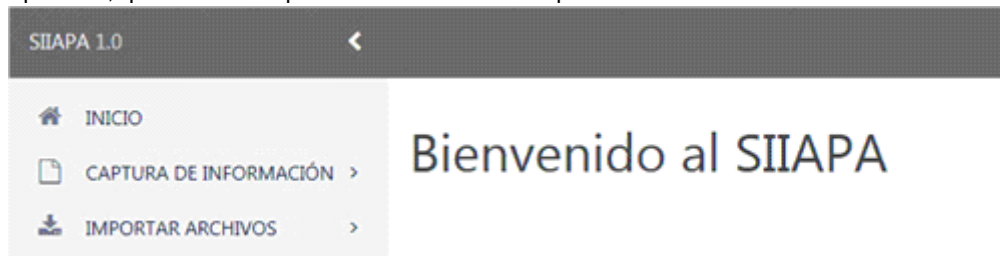 SIIAPA 1.0
INICIO
CAPTURA DE INFORMACIÓN
IMPORTAR ARCHIVOS
Bienvenido al SIIAPA